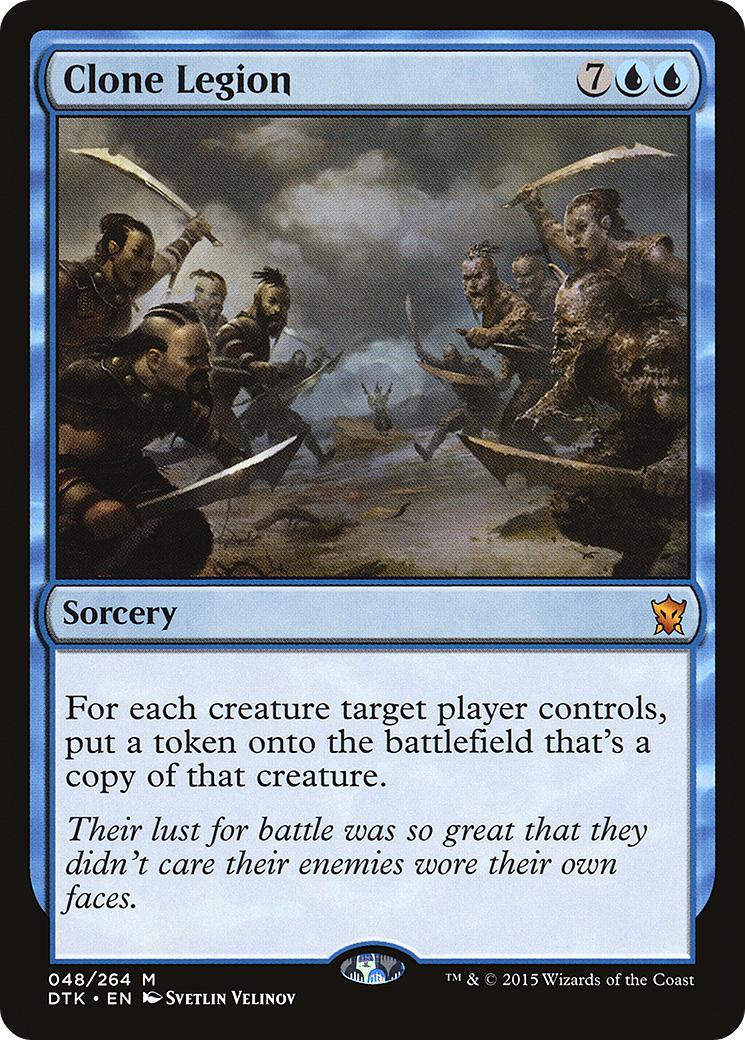 Clone Legion 7
Sorcery
For each creature target player controls,
put a token onto the battlefield that's a
copy of that creature.
Their lust for battle was so great that they
didn't care their enemies wore their own
faces.
048/264 M ™ & © 2015 Wizards of the Coast
DTK • EN Svetlin Velinov